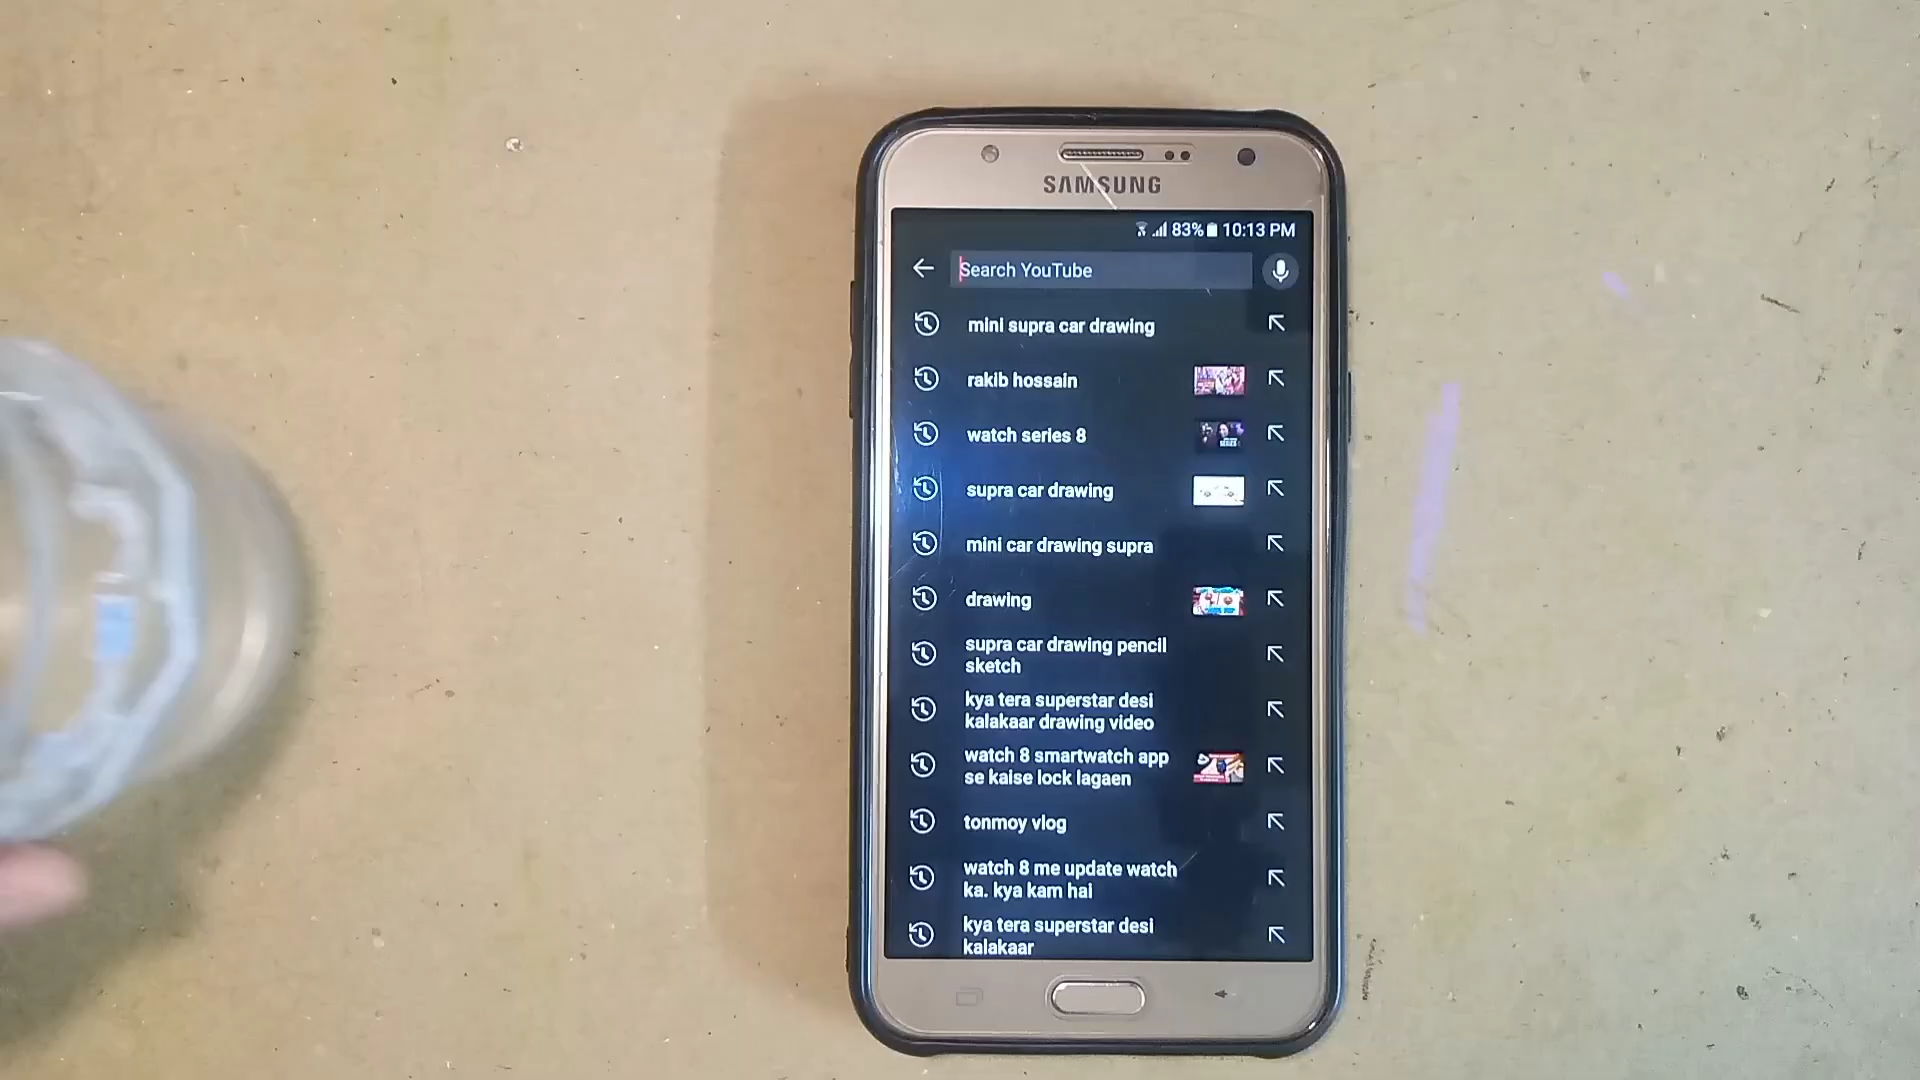 SAMSUNG
83% 10:13 PM
Search YouTube
mini supra car drawing
rakib hossain
watch series 8
supra car drawing
mini car drawing supra
drawing
supra car drawing pencil
sketch
kya tera superstar desi
kalakaar drawing video
watch 8 smartwatch app
se kaise lock lagaen
tonmoy vlog
watch 8 me update watch
ka. kya kam hai
kya tera superstar desi
kalakaar